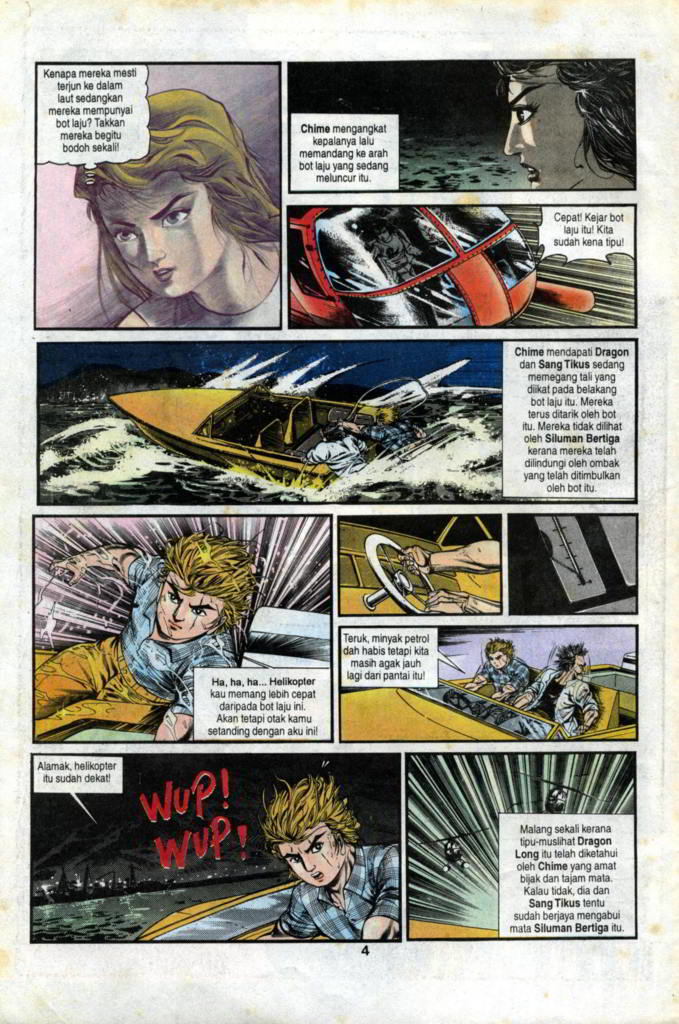 Kenapa mereka mesti
terjun ke dalam
laut sedangkan
mereka mempunyai
bot laju? Takkan
mereka begitu
bodoh sekali!
Chime mengangkat
kepalanya lalu
memandang ke arah
bot laju yang sedang
meluncur itu.
Cepat! Kejar bot
laju itu! Kita
sudah kena tipu!
Chime mendapati Dragon
dan Sang Tikus sedang
memegang tali yang
diikat pada belakang
bot laju itu. Mereka
terus ditarik oleh bot
itu. Mereka tidak dilihat
oleh Siluman Bertiga
kerana mereka telah
dilindungi oleh ombak
yang telah ditimbulkan
oleh bot itu.
Ha, ha, ha... Helikopter
kau memang lebih cepat
daripada bot laju ini.
Akan tetapi otak kamu
setanding dengan aku ini!
Teruk, minyak petrol
dah habis tetapi kita
masih agak jauh
lagi dari pantai itu!
Alamak, helikopter
itu sudah dekat!
WUP!
WUP!
Malang sekali kerana
tipu-muslihat Dragon
Long itu telah diketahui
oleh Chime yang amat
bijak dan tajam mata.
Kalau tidak, dia dan
Sang Tikus tentu
sudah berjaya mengabui
mata Siluman Bertiga itu.
4